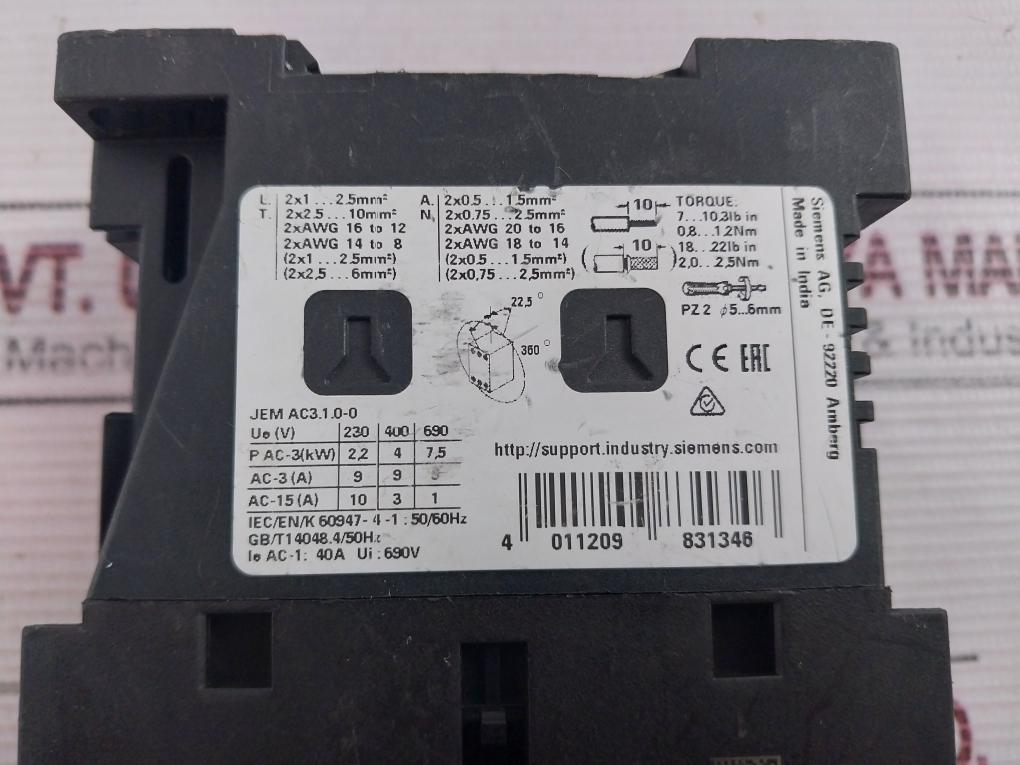 L. 2x1 ...2.5mm² A. 2x0.5 ...1.5mm² 10 TORQUE:
T. 2x2.5 ...10mm² N. 2x0.75 ...2.5mm² 7...10,3lb in
2xAWG 16 to 12 2xAWG 20 to 16 0,8...1,2Nm
2xAWG 14 to 8 2xAWG 18 to 14 10 18...22lb in
(2x1 ...2.5mm²) (2x0.5 ...1.5mm²) ( ) 2,0...2,5Nm
(2x2,5 ...6mm²) (2x0,75 ...2,5mm²)
PZ 2 ϕ5...6mm
22,5°
360°
CE EAC
Siemens AG, DE - 92220 Amberg
Made in India
JEM AC3.1.0-0
Ue (V) 230 400 690
P AC-3(kW) 2,2 4 7,5
AC-3 (A) 9 9
AC-15 (A) 10 3 1
IEC/EN/K 60947- 4 -1 : 50/60Hz
GB/T14048.4/50Hz
Ie AC-1: 40A Ui : 690V
http://support.industry.siemens.com
4 011209 831346
VT.
MA
Mach
& Indus
D.